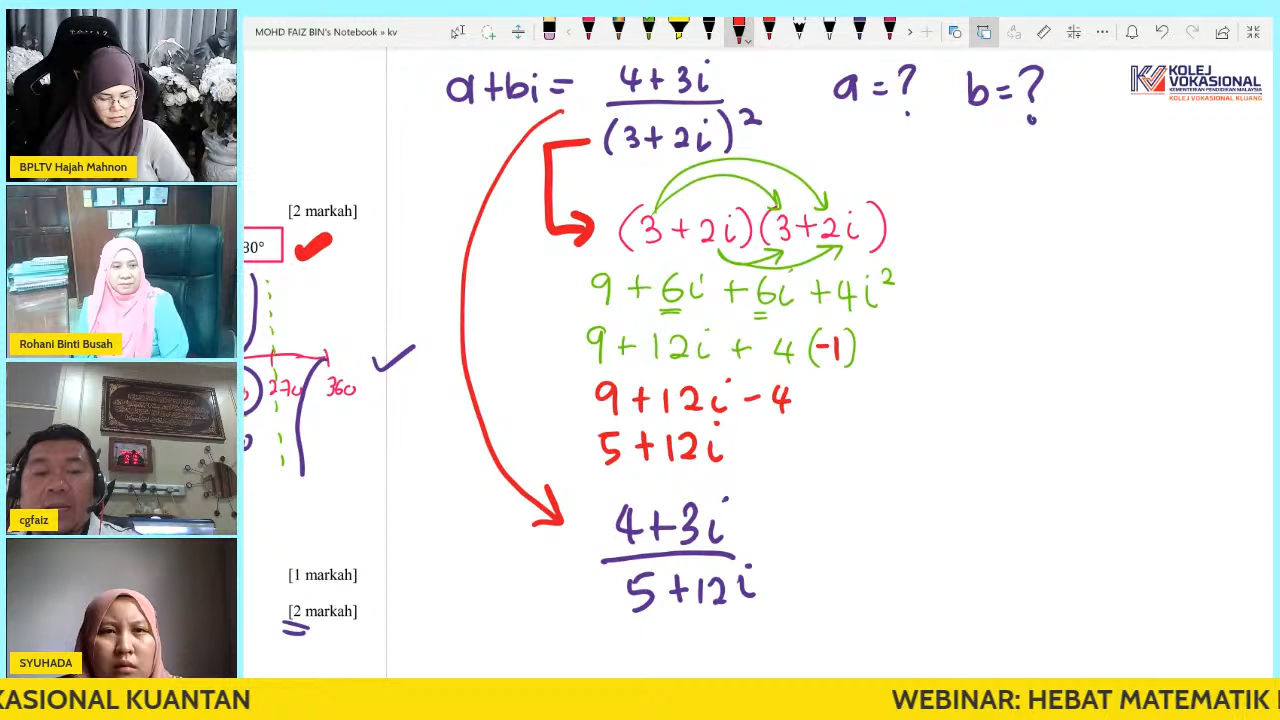 MOHD FAIZ BIN's Notebook » kv
BPLTV Hajah Mahnon
Rohani Binti Busah
cgfaiz
SYUHADA
[2 markah]
30°
270
360
[1 markah]
[2 markah]
a+bi = 4+3i / (3+2i)² a=? b=?
KOLEJ
VOKASIONAL
KEMENTERIAN PENDIDIKAN MALAYSIA
KOLEJ VOKASIONAL KLUANG
(3+2i)(3+2i)
9 + 6i + 6i + 4i²
9 + 12i + 4(-1)
9 + 12i - 4
5 + 12i
4+3i
5+12i
KASIONAL KUANTAN
WEBINAR: HEBAT MATEMATIK